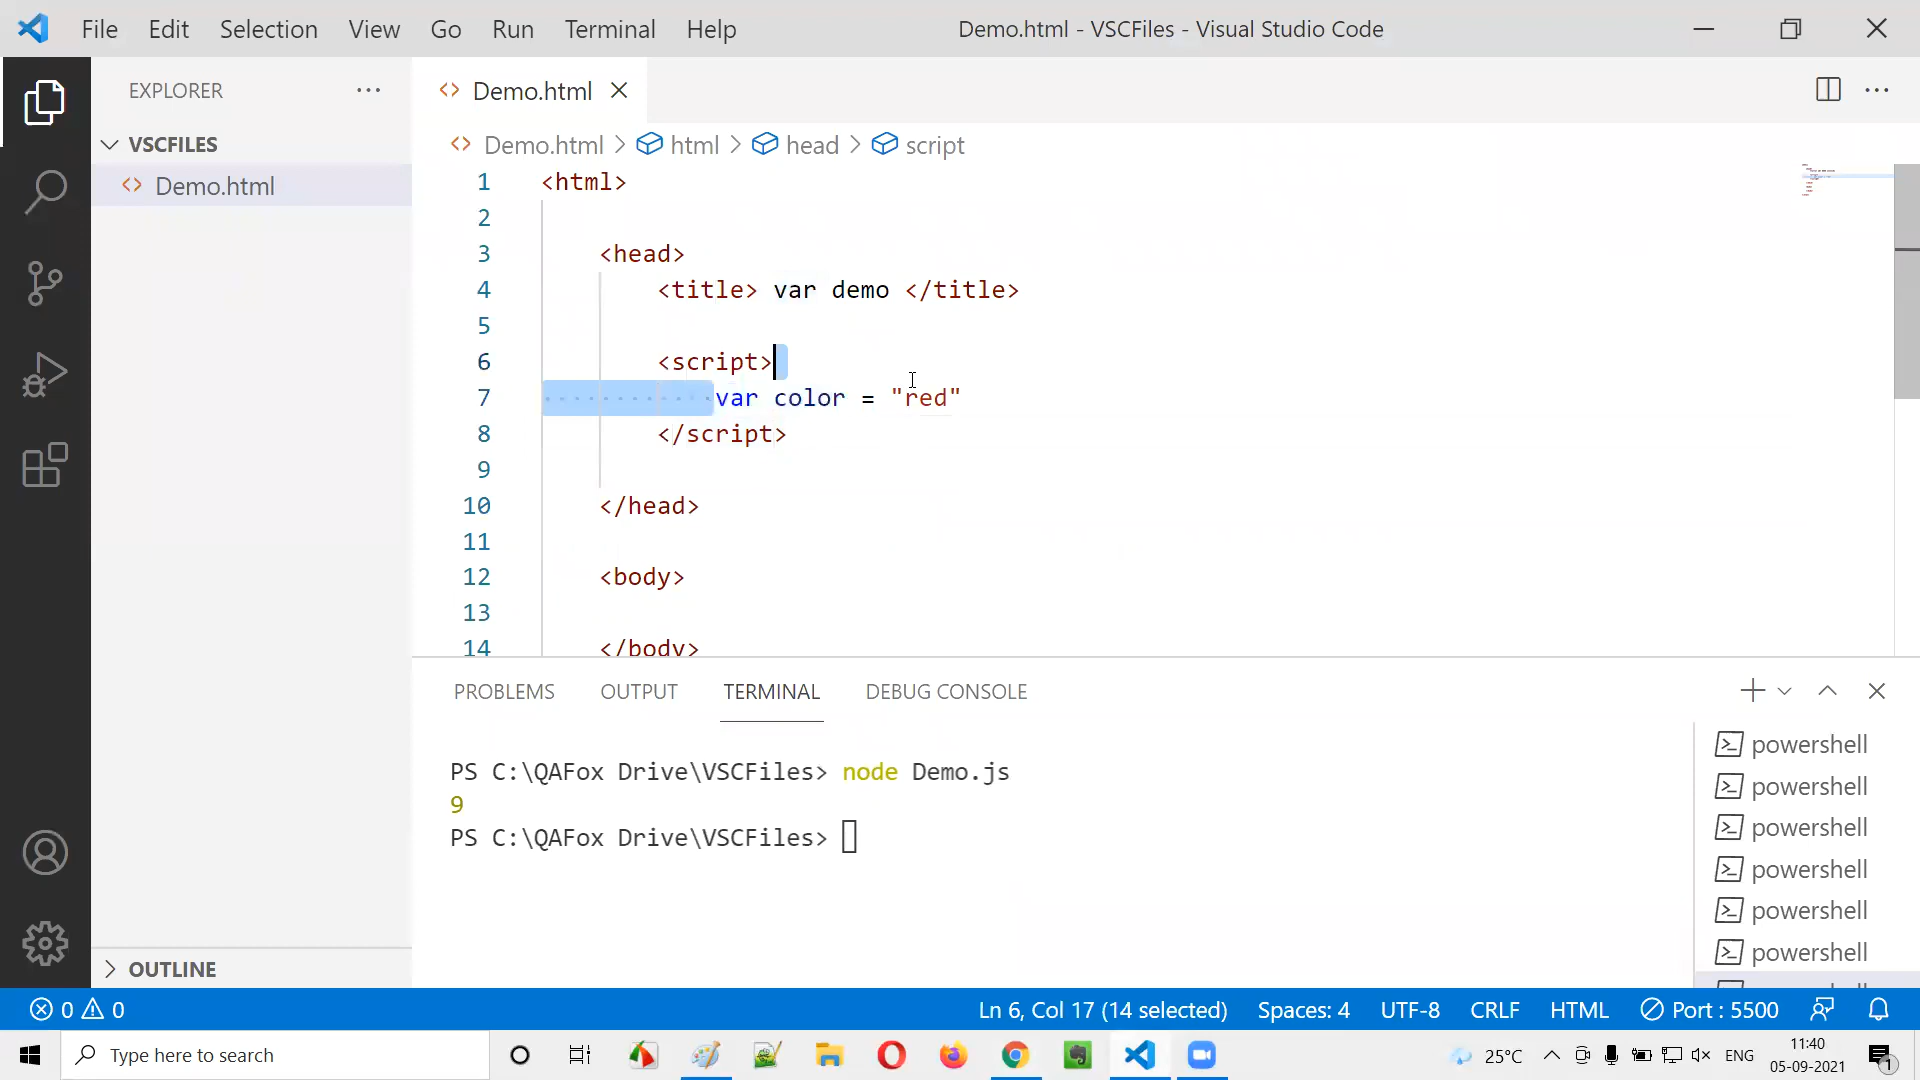 File Edit Selection View Go Run Terminal Help
Demo.html - VSCFiles - Visual Studio Code
EXPLORER
VSCFILES
Demo.html
OUTLINE
Demo.html
Demo.html > html > head > script
1 <html>
2
3 <head>
4 <title> var demo </title>
5
6 <script>
7 var color = "red"
8 </script>
9
10 </head>
11
12 <body>
13
14 </body>
PROBLEMS OUTPUT TERMINAL DEBUG CONSOLE
PS C:\QAFox Drive\VSCFiles> node Demo.js
9
PS C:\QAFox Drive\VSCFiles>
powershell
powershell
powershell
powershell
powershell
powershell
0 0
Ln 6, Col 17 (14 selected) Spaces: 4 UTF-8 CRLF HTML Port : 5500
Type here to search
25°C ENG
11:40
05-09-2021
1